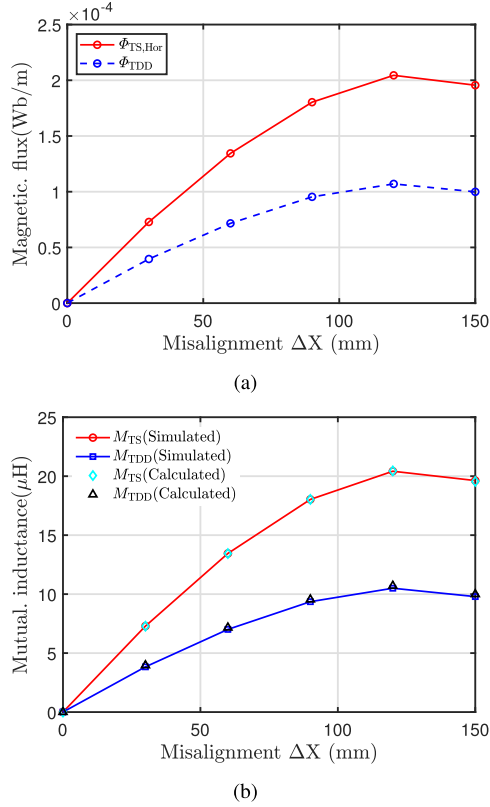 ×10⁻⁴
2.5
2
1.5
1
0.5
0
Magnetic. flux(Wb/m)
Φ_TS,Hor
Φ_TDD
0 50 100 150
Misalignment ΔX (mm)
(a)
25
20
15
10
5
0
Mutual. inductance(μH)
M_TS(Simulated)
M_TDD(Simulated)
M_TS(Calculated)
M_TDD(Calculated)
0 50 100 150
Misalignment ΔX (mm)
(b)